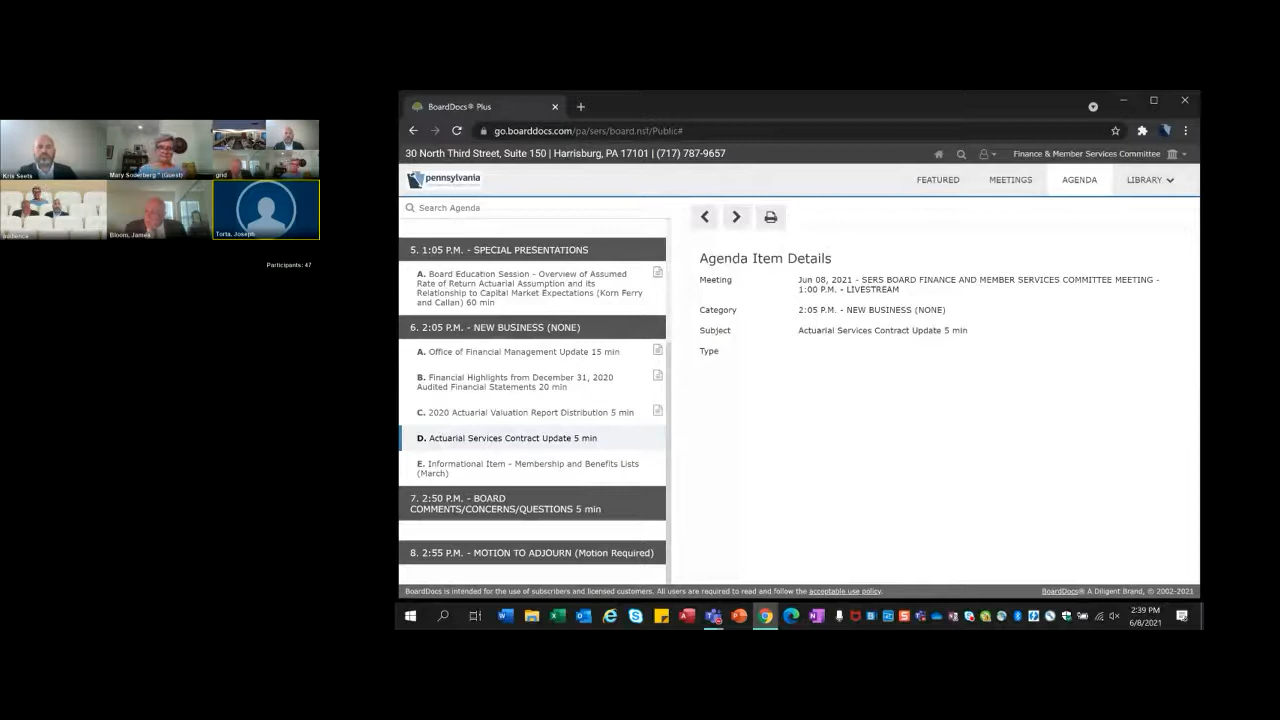 Kris Seets
Mary Soderberg * (Guest)
grid
audience
Bloom, James
Torta, Joseph
Participants: 47
BoardDocs® Plus
go.boarddocs.com/pa/sers/board.nsf/Public#
30 North Third Street, Suite 150 | Harrisburg, PA 17101 | (717) 787-9657
Finance & Member Services Committee
pennsylvania
FEATURED
MEETINGS
AGENDA
LIBRARY
Search Agenda
5. 1:05 P.M. - SPECIAL PRESENTATIONS
A. Board Education Session - Overview of Assumed
Rate of Return Actuarial Assumption and its
Relationship to Capital Market Expectations (Korn Ferry
and Callan) 60 min
6. 2:05 P.M. - NEW BUSINESS (NONE)
A. Office of Financial Management Update 15 min
B. Financial Highlights from December 31, 2020
Audited Financial Statements 20 min
C. 2020 Actuarial Valuation Report Distribution 5 min
D. Actuarial Services Contract Update 5 min
E. Informational Item - Membership and Benefits Lists
(March)
7. 2:50 P.M. - BOARD
COMMENTS/CONCERNS/QUESTIONS 5 min
8. 2:55 P.M. - MOTION TO ADJOURN (Motion Required)
Agenda Item Details
Meeting
Jun 08, 2021 - SERS BOARD FINANCE AND MEMBER SERVICES COMMITTEE MEETING -
1:00 P.M. - LIVESTREAM
Category
2:05 P.M. - NEW BUSINESS (NONE)
Subject
Actuarial Services Contract Update 5 min
Type
BoardDocs is intended for the use of subscribers and licensed customers. All users are required to read and follow the acceptable use policy.
BoardDocs® A Diligent Brand, © 2002-2021
2:39 PM
6/8/2021